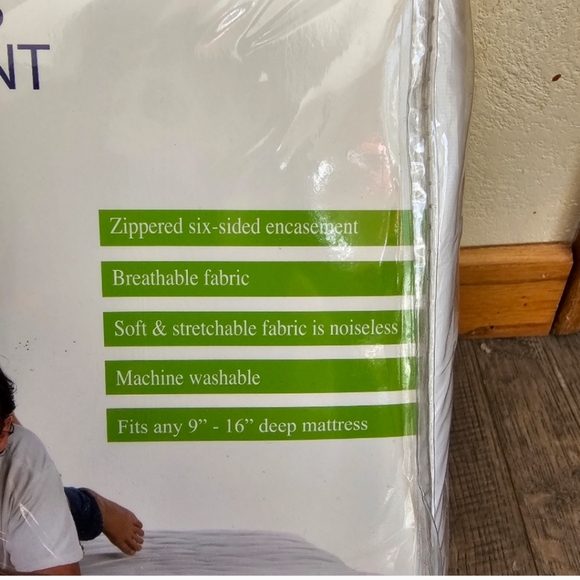 NT
Zippered six-sided encasement
Breathable fabric
Soft & stretchable fabric is noiseless
Machine washable
Fits any 9” - 16” deep mattress